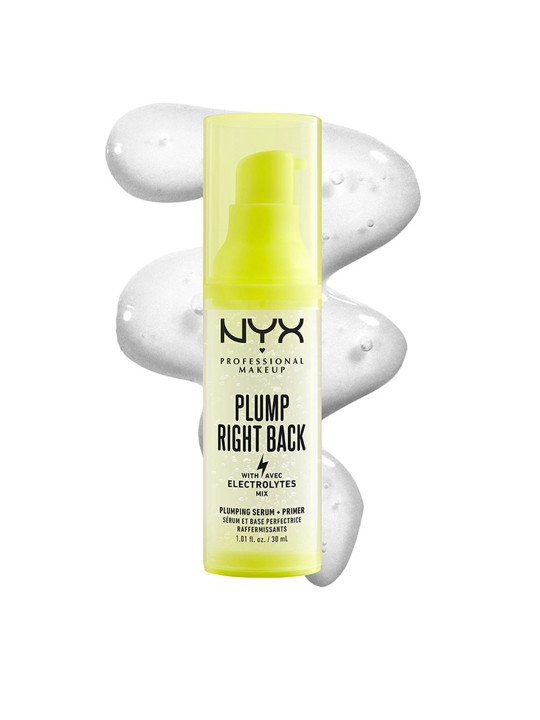 NYX
PROFESSIONAL
MAKEUP
PLUMP
RIGHT BACK
WITH AVEC
ELECTROLYTES
MIX
PLUMPING SERUM + PRIMER
SÉRUM ET BASE PERFECTRICE
RAFFERMISSANTS
1.01 fl. oz. / 30 mL